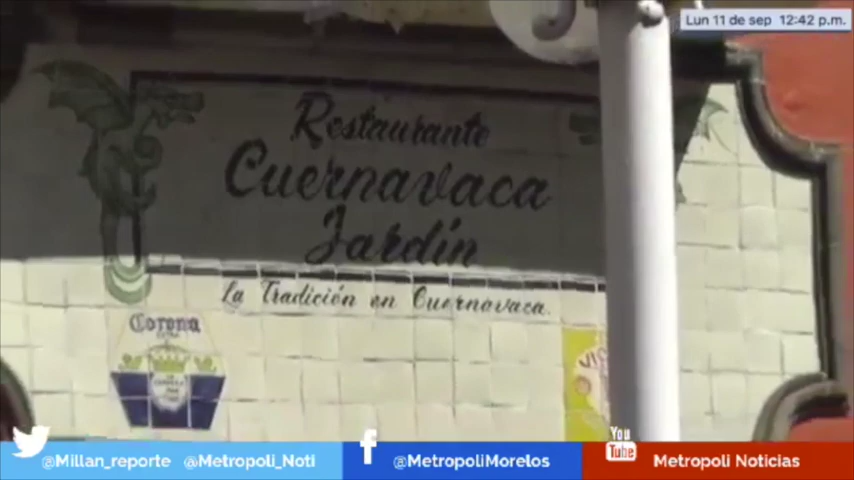 Lun 11 de sep 12:42 p.m.
Restaurante
Cuernavaca
Jardín
La Tradición en Cuernavaca.
Corona
EXTRA
@Millan_reporte @Metropoli_Noti
@MetropoliMorelos
You
Tube
Metropoli Noticias